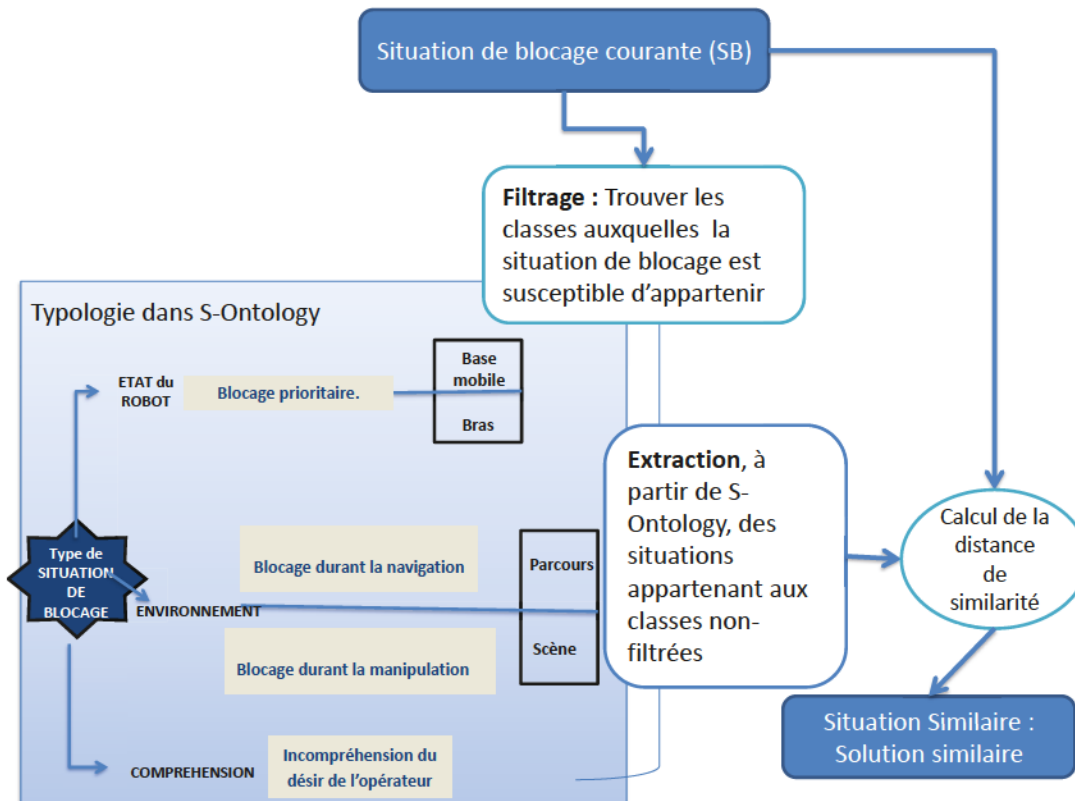 Situation de blocage courante (SB)
Filtrage : Trouver les
classes auxquelles la
situation de blocage est
susceptible d'appartenir
Typologie dans S-Ontology
ETAT du
ROBOT
Blocage prioritaire.
Base
mobile
Bras
Type de
SITUATION
DE
BLOCAGE
ENVIRONNEMENT
Blocage durant la navigation
Blocage durant la manipulation
Parcours
Scène
COMPREHENSION
Incompréhension du
désir de l'opérateur
Extraction, à
partir de S-
Ontology, des
situations
appartenant aux
classes non-
filtrées
Calcul de la
distance
de
similarité
Situation Similaire :
Solution similaire